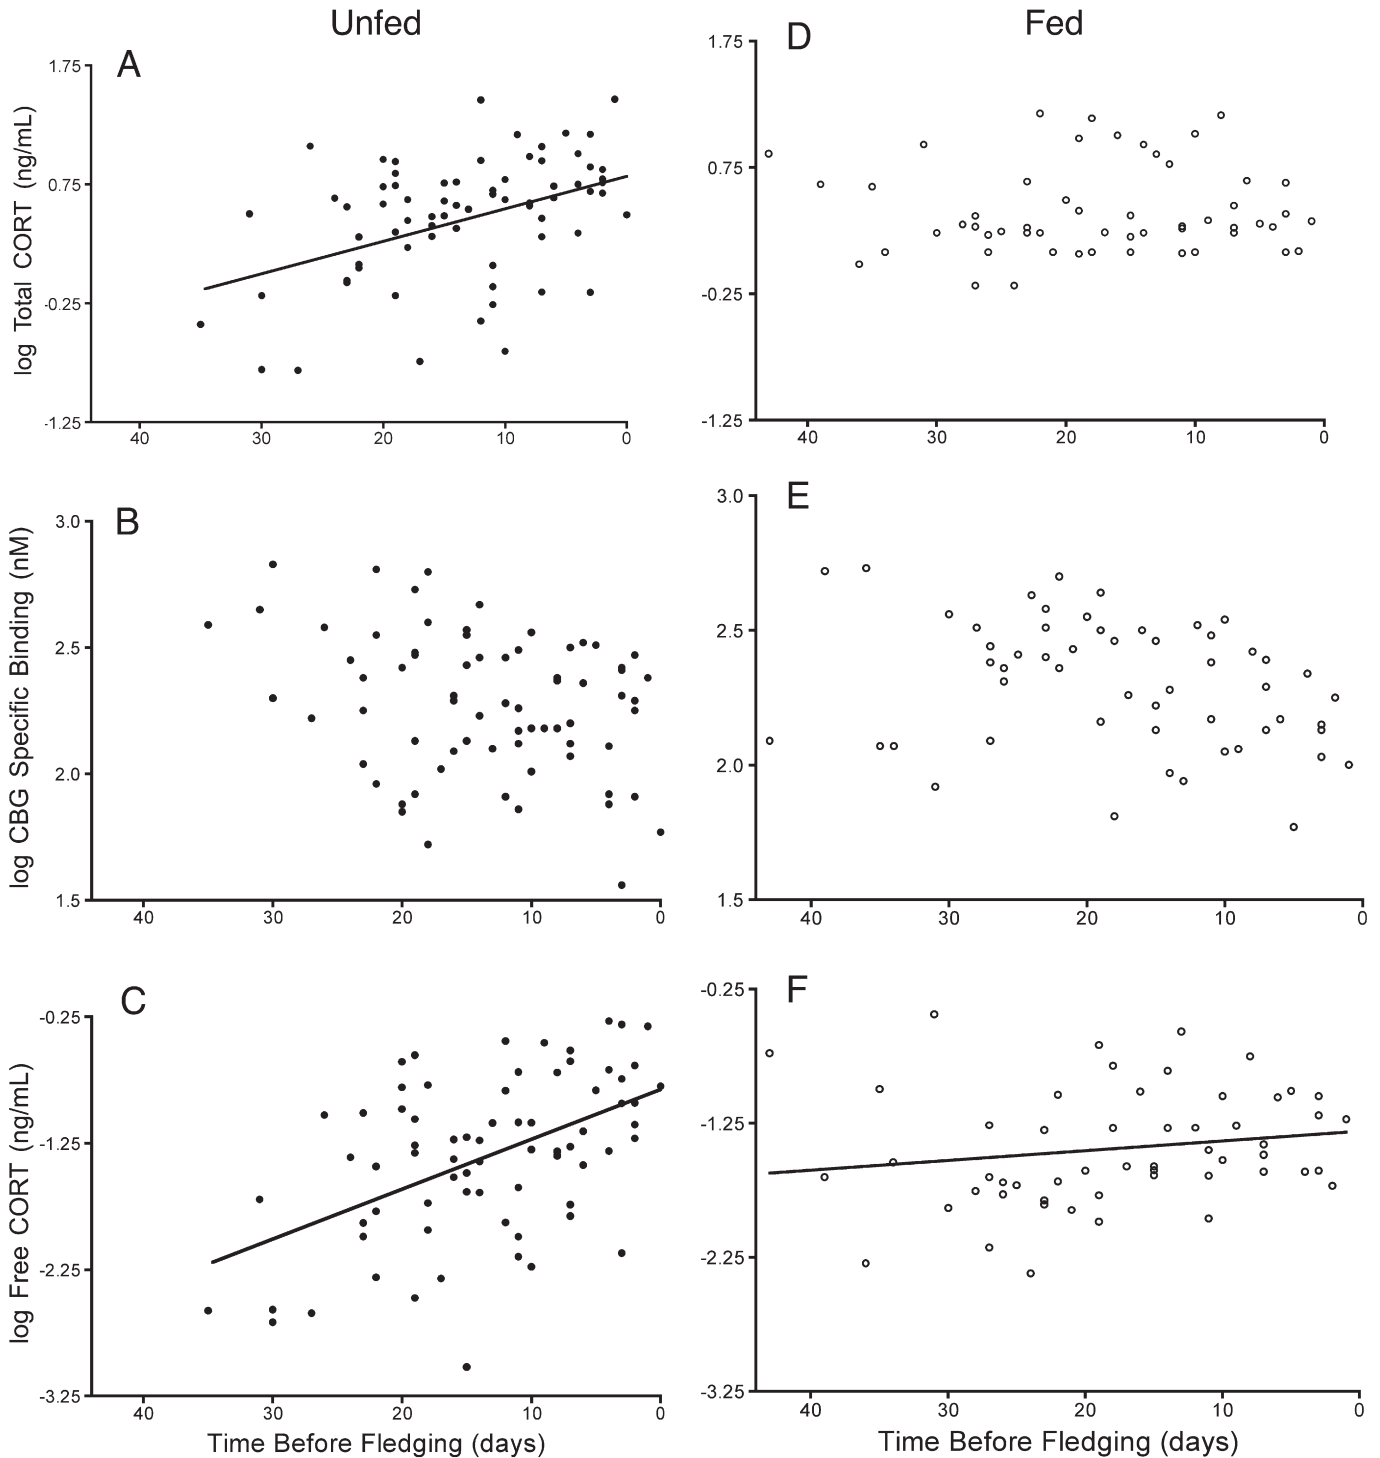 Unfed
Fed
A
log Total CORT (ng/mL)
1.75
0.75
-0.25
-1.25
40 30 20 10 0
D
1.75
0.75
-0.25
-1.25
40 30 20 10 0
B
log CBG Specific Binding (nM)
3.0
2.5
2.0
1.5
40 30 20 10 0
E
3.0
2.5
2.0
1.5
40 30 20 10 0
C
log Free CORT (ng/mL)
-0.25
-1.25
-2.25
-3.25
40 30 20 10 0
Time Before Fledging (days)
F
-0.25
-1.25
-2.25
-3.25
40 30 20 10 0
Time Before Fledging (days)